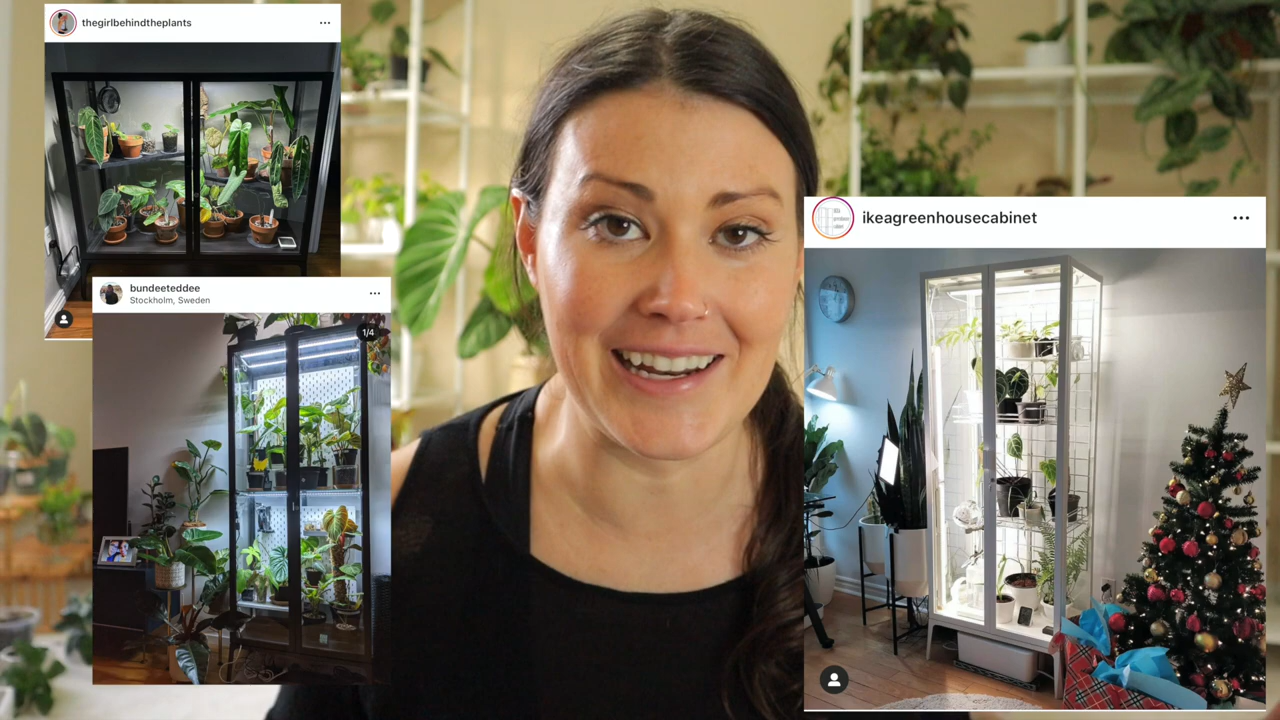 thegirlbehindtheplants
bundeeteddee
Stockholm, Sweden
1/4
ikeagreenhousecabinet